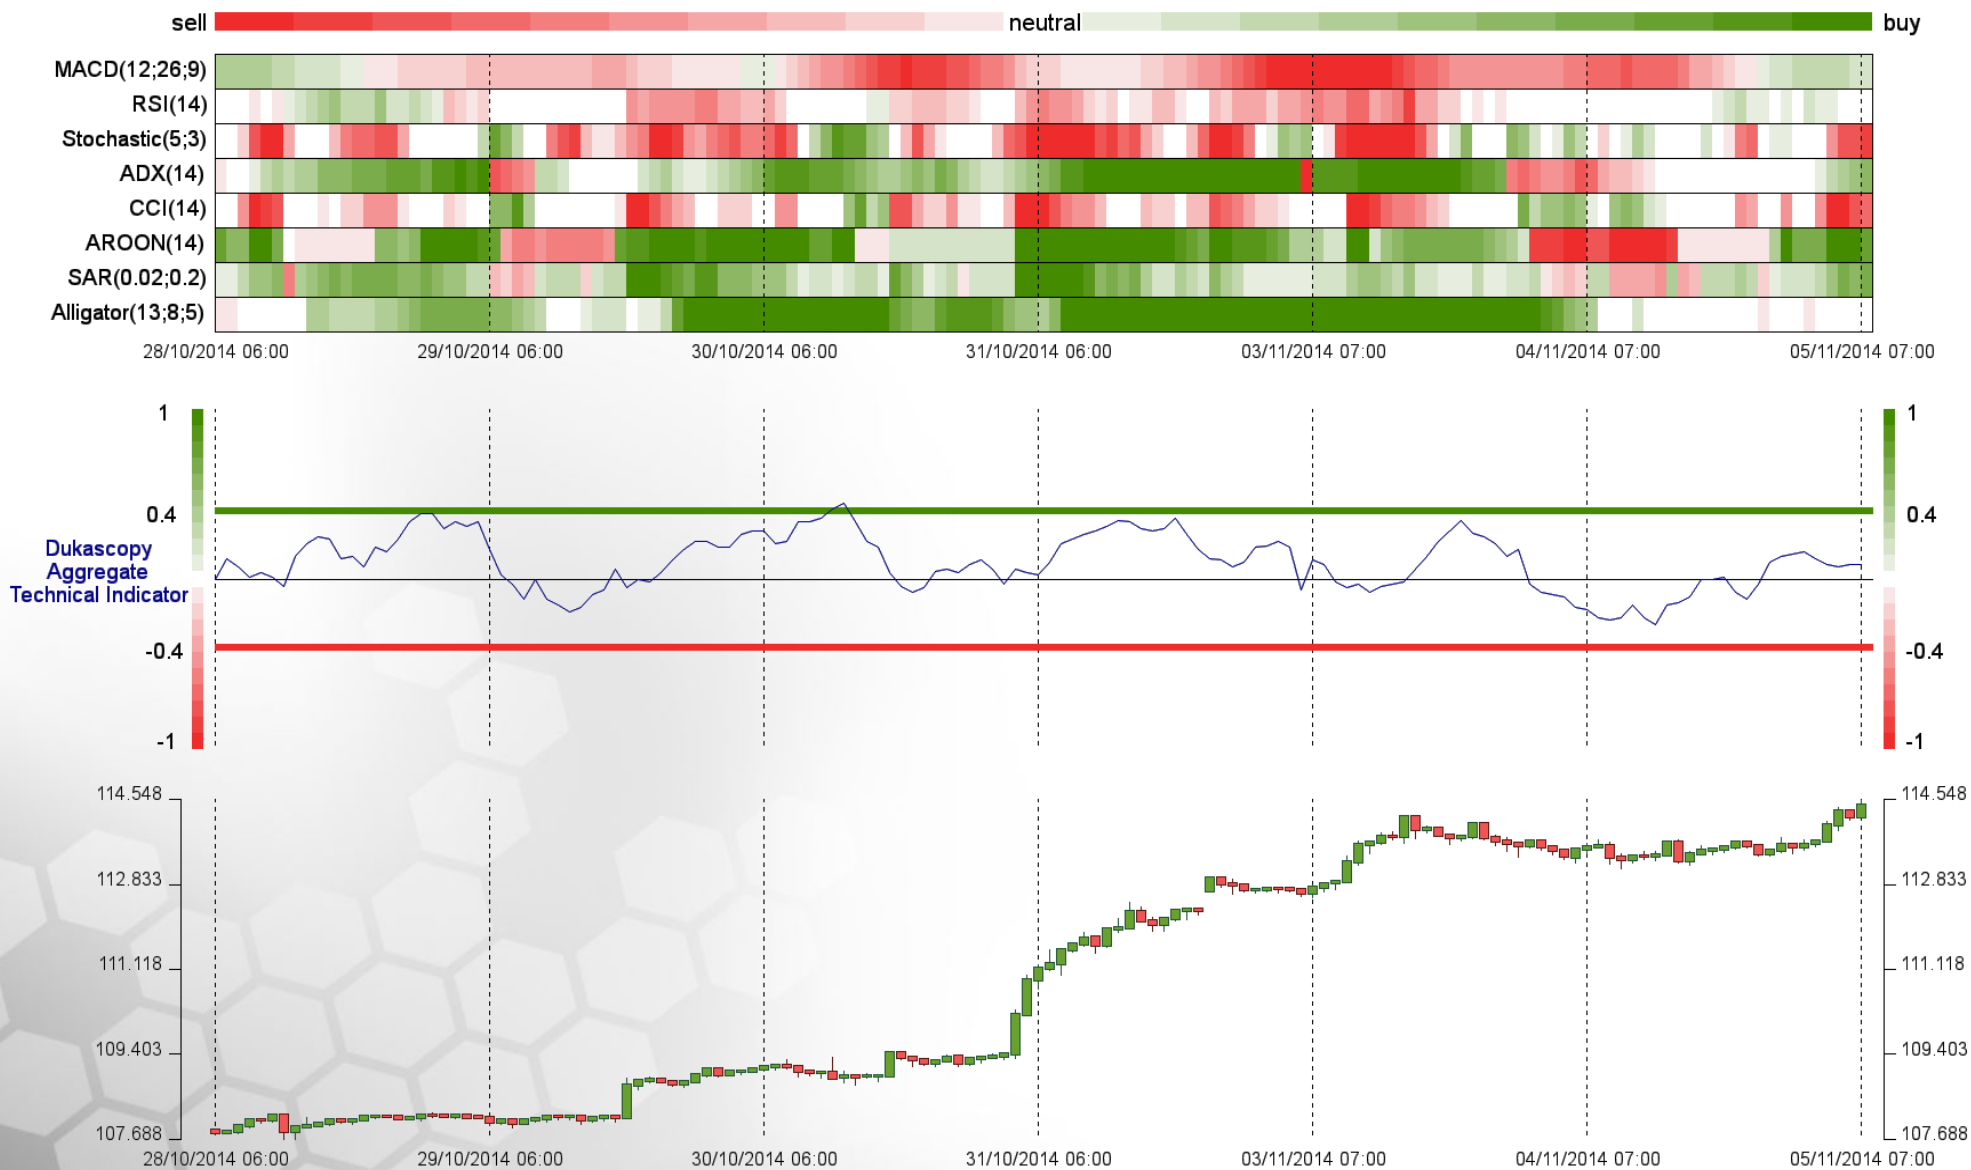 sell neutral buy
MACD(12;26;9)
RSI(14)
Stochastic(5;3)
ADX(14)
CCI(14)
AROON(14)
SAR(0.02;0.2)
Alligator(13;8;5)
28/10/2014 06:00 29/10/2014 06:00 30/10/2014 06:00 31/10/2014 06:00 03/11/2014 07:00 04/11/2014 07:00 05/11/2014 07:00
1 1
0.4 0.4
Dukascopy
Aggregate
Technical Indicator
-0.4 -0.4
-1 -1
114.548 114.548
112.833 112.833
111.118 111.118
109.403 109.403
107.688 107.688
28/10/2014 06:00 29/10/2014 06:00 30/10/2014 06:00 31/10/2014 06:00 03/11/2014 07:00 04/11/2014 07:00 05/11/2014 07:00